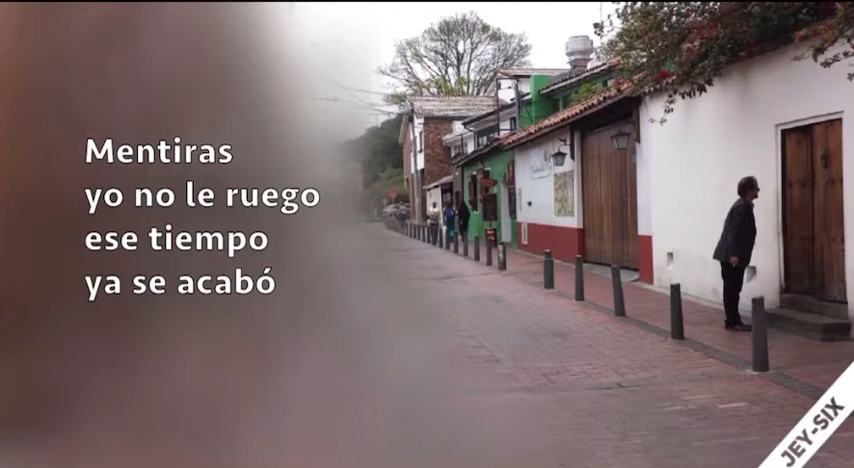 Mentiras
yo no le ruego
ese tiempo
ya se acabó
JEY-SIX